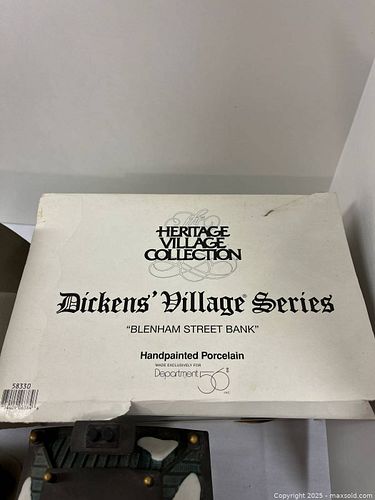 The
HERITAGE
VILLAGE
COLLECTION
Dickens' Village® Series
"BLENHAM STREET BANK"
Handpainted Porcelain
MADE EXCLUSIVELY FOR
Department 56®
INC.
58330
Copyright © 2025 - maxsold.com